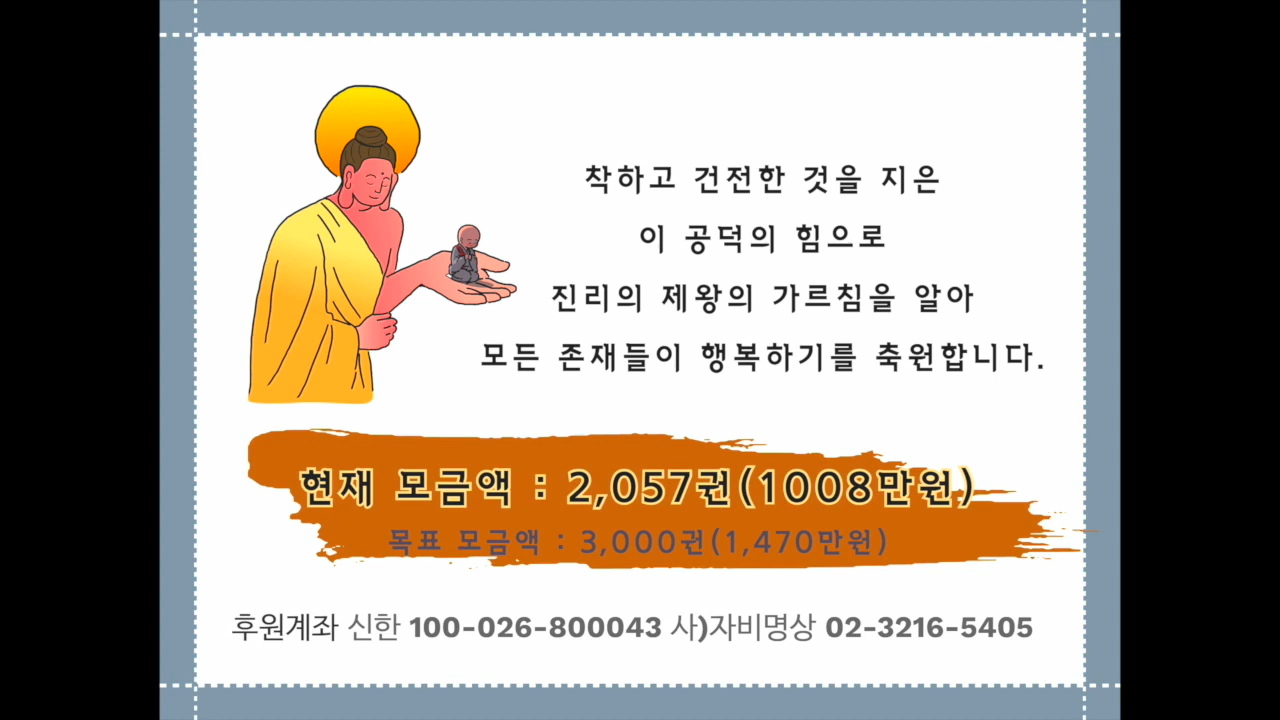 착하고 건전한 것을 지은
이 공덕의 힘으로
진리의 제왕의 가르침을 알아
모든 존재들이 행복하기를 축원합니다.
현재 모금액 : 2,057권(1008만원)
목표 모금액 : 3,000권(1,470만원)
후원계좌 신한 100-026-800043 사)자비명상 02-3216-5405